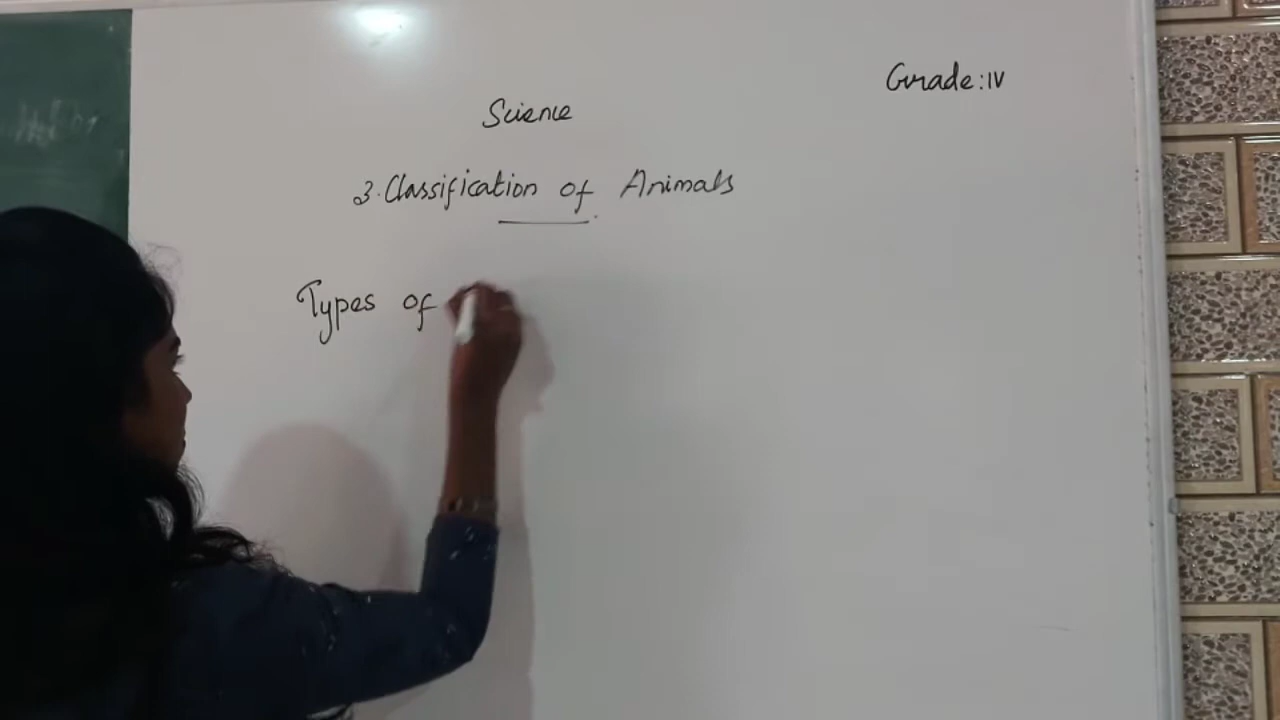 Grade: IV
Science
3. Classification of Animals
Types of